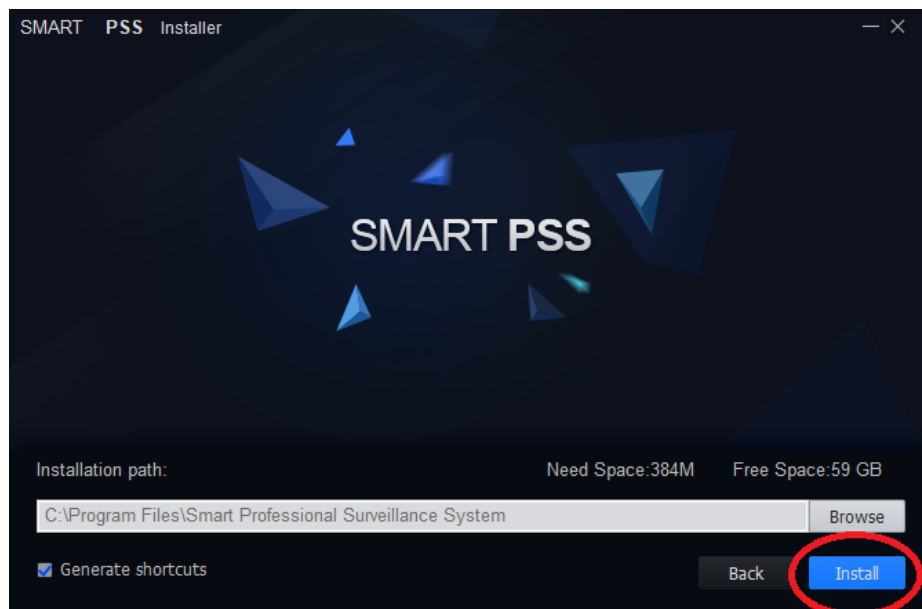 SMART PSS Installer
SMART PSS
Installation path: Need Space:384M Free Space:59 GB
C:\Program Files\Smart Professional Surveillance System Browse
Generate shortcuts Back Install